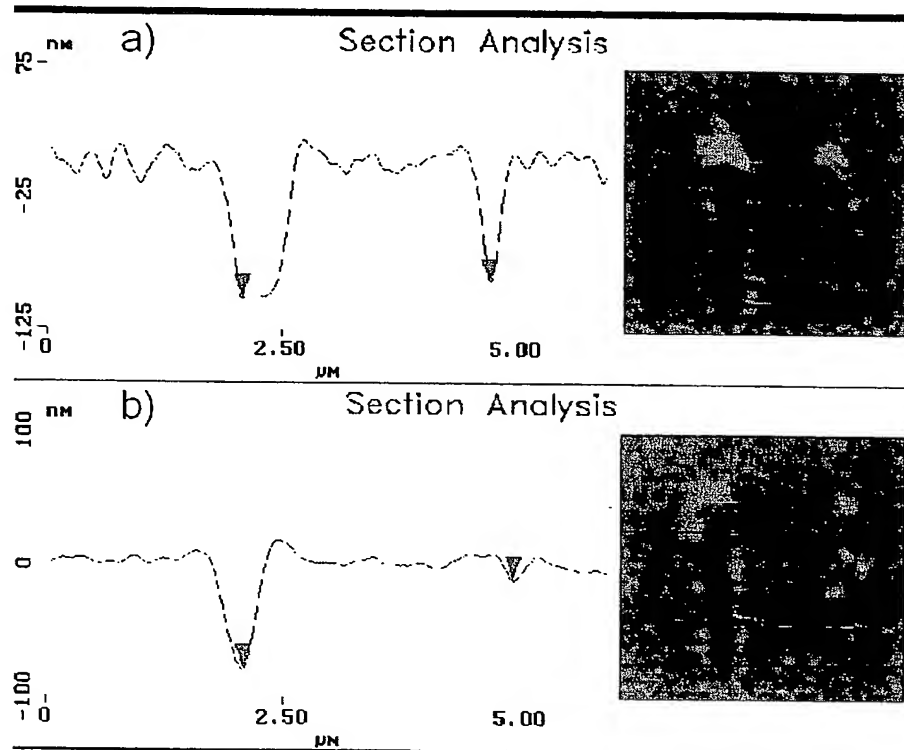 nm a) Section Analysis
75
-25
-125
0 2.50 5.00
μm
nm b) Section Analysis
100
0
-100
0 2.50 5.00
μm